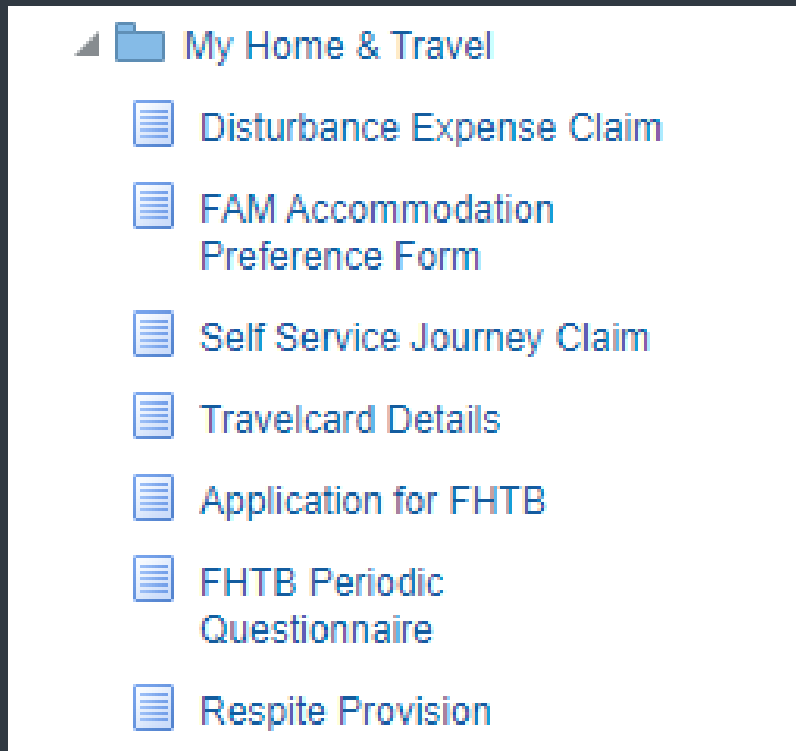 My Home & Travel
Disturbance Expense Claim
FAM Accommodation
Preference Form
Self Service Journey Claim
Travelcard Details
Application for FHTB
FHTB Periodic
Questionnaire
Respite Provision